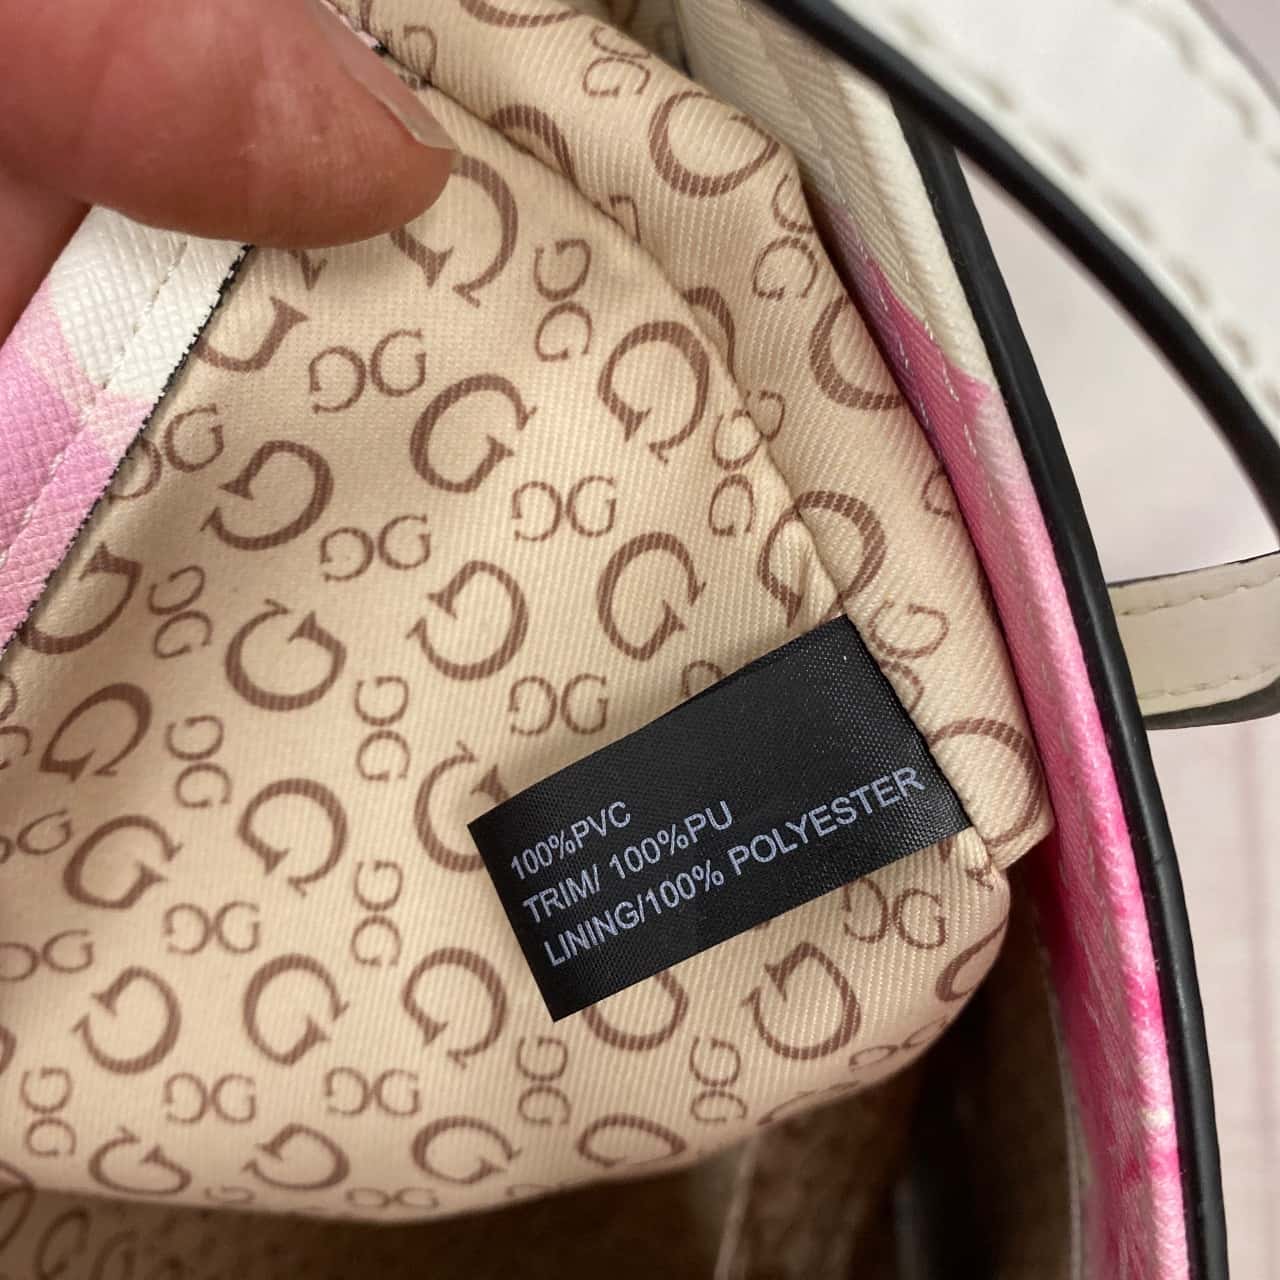 100%PVC
TRIM/ 100%PU
LINING/100% POLYESTER